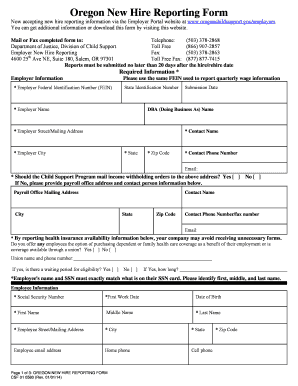 Oregon New Hire Reporting Form
Now accepting new hire reporting information via the Employer Portal website at www.oregonchildsupport.gov/employers.
You can get additional information or download this form by visiting this website.
Mail or Fax completed form to: Telephone: (503) 378-2868
Department of Justice, Division of Child Support Toll Free (866) 907-2857
Employer New Hire Reporting Fax: (503) 378-2863
4600 25th Ave NE, Suite 180, Salem, OR 97301 Toll Free Fax: (877) 877-7415
Reports must be submitted no later than 20 days after the hire/rehire date
Required Information *
Employer Information Please use the same FEIN used to report quarterly wage information
* Employer Federal Identification Number (FEIN) State Identification Number Submission Date
* Employer Name DBA (Doing Business As) Name
* Employer Street/Mailing Address * Contact Name
* Employer City * State * Zip Code * Contact Phone Number
Email
* Should the Child Support Program mail income withholding orders to the above address? Yes [ ] No [ ]
If No, please provide payroll office address and contact person information below.
Payroll Office Mailing Address Contact Name
City State Zip Code Contact Phone Number/fax number
Email
* By reporting health insurance availability information below, your company may avoid receiving unnecessary forms.
Do you offer any employees the option of purchasing dependent or family health care coverage as a benefit of their employment or is
coverage available through a union? Yes [ ] No [ ]
Union name and phone number:
If yes, is there a waiting period for eligibility? Yes [ ] No [ ] If Yes, how long?
*Employee's name and SSN must exactly match what is on their SSN card. Please identify first, middle, and last name.
Employee Information
* Social Security Number *First Work Date * Date of Birth
* First Name Middle Name * Last Name
* Employee Street/Mailing Address * City * State * Zip Code
Employee email address Home phone Cell phone
Page 1 of 3 OREGON NEW HIRE REPORTING FORM
CSF 01 0580 (Rev. 01/01/14)